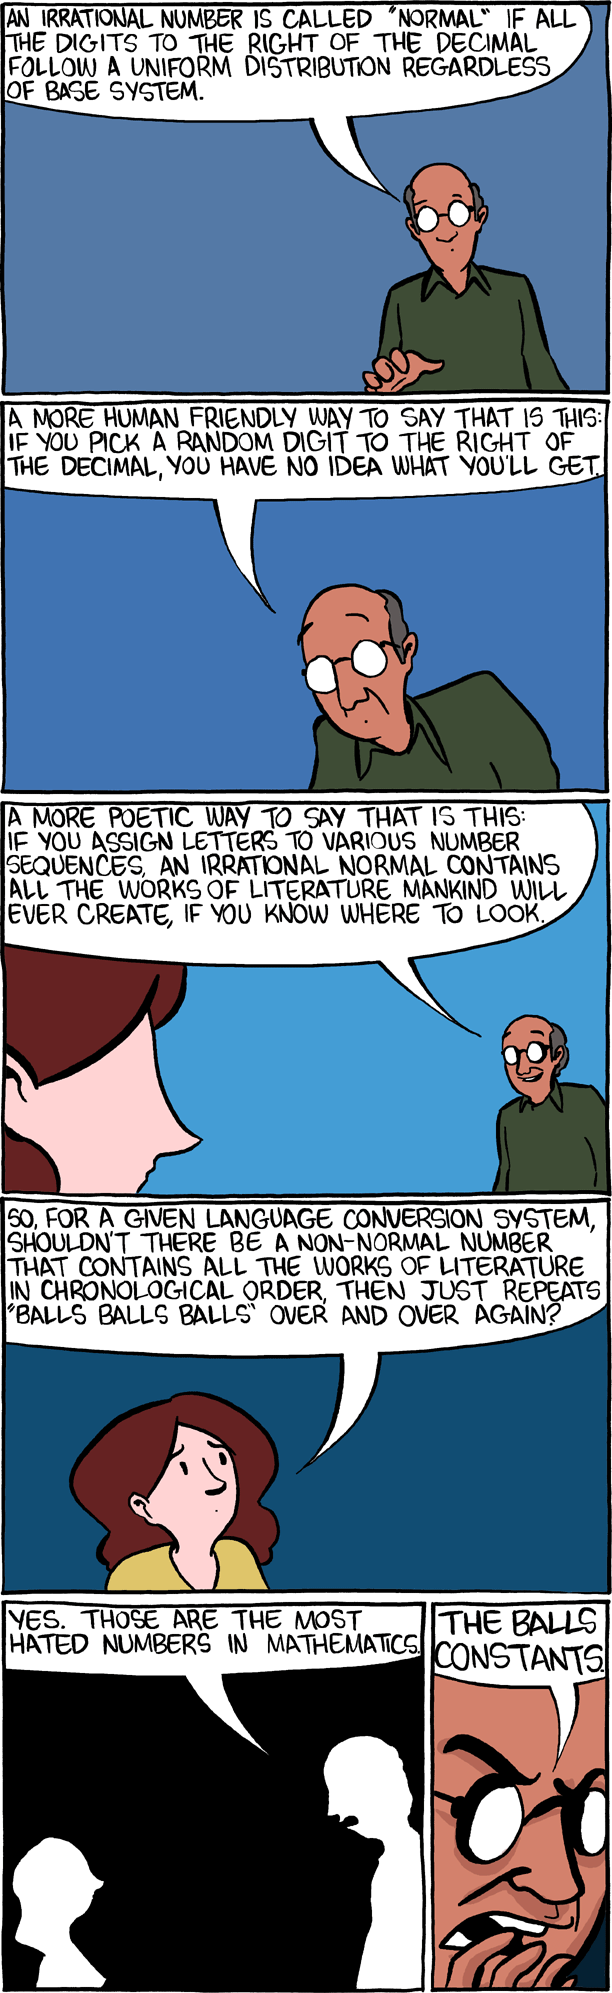 AN IRRATIONAL NUMBER IS CALLED "NORMAL" IF ALL
THE DIGITS TO THE RIGHT OF THE DECIMAL
FOLLOW A UNIFORM DISTRIBUTION REGARDLESS
OF BASE SYSTEM.
A MORE HUMAN FRIENDLY WAY TO SAY THAT IS THIS:
IF YOU PICK A RANDOM DIGIT TO THE RIGHT OF
THE DECIMAL, YOU HAVE NO IDEA WHAT YOU'LL GET.
A MORE POETIC WAY TO SAY THAT IS THIS:
IF YOU ASSIGN LETTERS TO VARIOUS NUMBER
SEQUENCES, AN IRRATIONAL NORMAL CONTAINS
ALL THE WORKS OF LITERATURE MANKIND WILL
EVER CREATE, IF YOU KNOW WHERE TO LOOK.
SO, FOR A GIVEN LANGUAGE CONVERSION SYSTEM,
SHOULDN'T THERE BE A NON-NORMAL NUMBER
THAT CONTAINS ALL THE WORKS OF LITERATURE
IN CHRONOLOGICAL ORDER, THEN JUST REPEATS
"BALLS BALLS BALLS" OVER AND OVER AGAIN?
YES. THOSE ARE THE MOST
HATED NUMBERS IN MATHEMATICS.
THE BALLS
CONSTANTS.